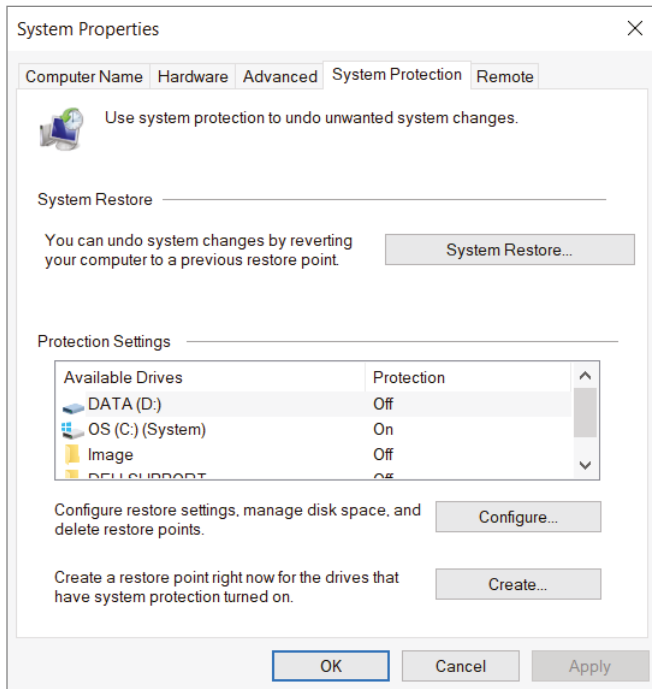 System Properties
Computer Name Hardware Advanced System Protection Remote
Use system protection to undo unwanted system changes.
System Restore
You can undo system changes by reverting
your computer to a previous restore point.
System Restore...
Protection Settings
Available Drives Protection
DATA (D:) Off
OS (C:) (System) On
Image Off
DELLSUPPORT Off
Configure restore settings, manage disk space, and
delete restore points.
Configure...
Create a restore point right now for the drives that
have system protection turned on.
Create...
OK Cancel Apply